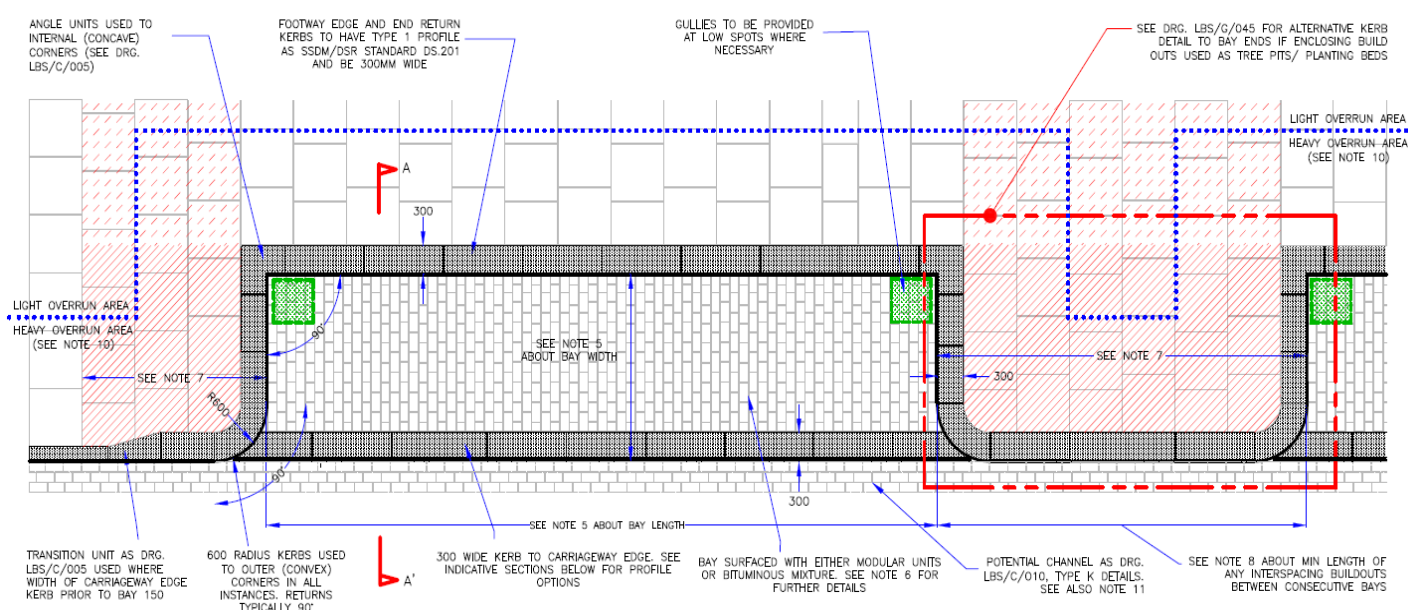 ANGLE UNITS USED TO
INTERNAL (CONCAVE)
CORNERS (SEE DRG.
LBS/C/005)
FOOTWAY EDGE AND END RETURN
KERBS TO HAVE TYPE 1 PROFILE
AS SSDM/DSR STANDARD DS.201
AND BE 300MM WIDE
GULLIES TO BE PROVIDED
AT LOW SPOTS WHERE
NECESSARY
SEE DRG. LBS/G/045 FOR ALTERNATIVE KERB
DETAIL TO BAY ENDS IF ENCLOSING BUILD
OUTS USED AS TREE PITS/ PLANTING BEDS
LIGHT OVERRUN AREA
HEAVY OVERRUN AREA
(SEE NOTE 10)
A
300
LIGHT OVERRUN AREA
HEAVY OVERRUN AREA
(SEE NOTE 10)
90°
SEE NOTE 5
ABOUT BAY WIDTH
SEE NOTE 7
SEE NOTE 7
300
R600
90°
300
SEE NOTE 5 ABOUT BAY LENGTH
TRANSITION UNIT AS DRG.
LBS/C/005 USED WHERE
WIDTH OF CARRIAGEWAY EDGE
KERB PRIOR TO BAY 150
600 RADIUS KERBS USED
TO OUTER (CONVEX)
CORNERS IN ALL
INSTANCES. RETURNS
TYPICALLY 90°
A'
300 WIDE KERB TO CARRIAGEWAY EDGE. SEE
INDICATIVE SECTIONS BELOW FOR PROFILE
OPTIONS
BAY SURFACED WITH EITHER MODULAR UNITS
OR BITUMINOUS MIXTURE. SEE NOTE 6 FOR
FURTHER DETAILS
POTENTIAL CHANNEL AS DRG.
LBS/C/010, TYPE K DETAILS.
SEE ALSO NOTE 11
SEE NOTE 8 ABOUT MIN LENGTH OF
ANY INTERSPACING BUILDOUTS
BETWEEN CONSECUTIVE BAYS